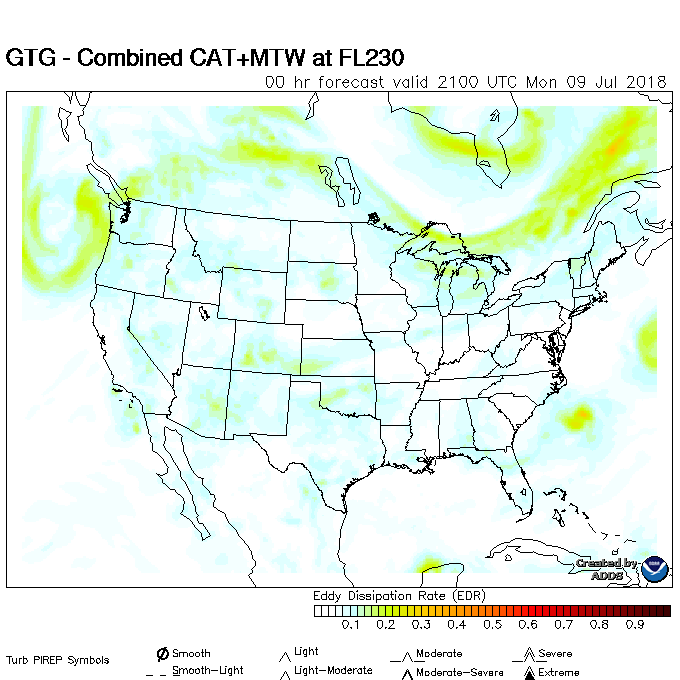 GTG - Combined CAT+MTW at FL230
00 hr forecast valid 2100 UTC Mon 09 Jul 2018
Created by
ADDS
Eddy Dissipation Rate (EDR)
0.1 0.2 0.3 0.4 0.5 0.6 0.7 0.8 0.9
Turb PIREP Symbols
Smooth Light Moderate Severe
Smooth-Light Light-Moderate Moderate-Severe Extreme